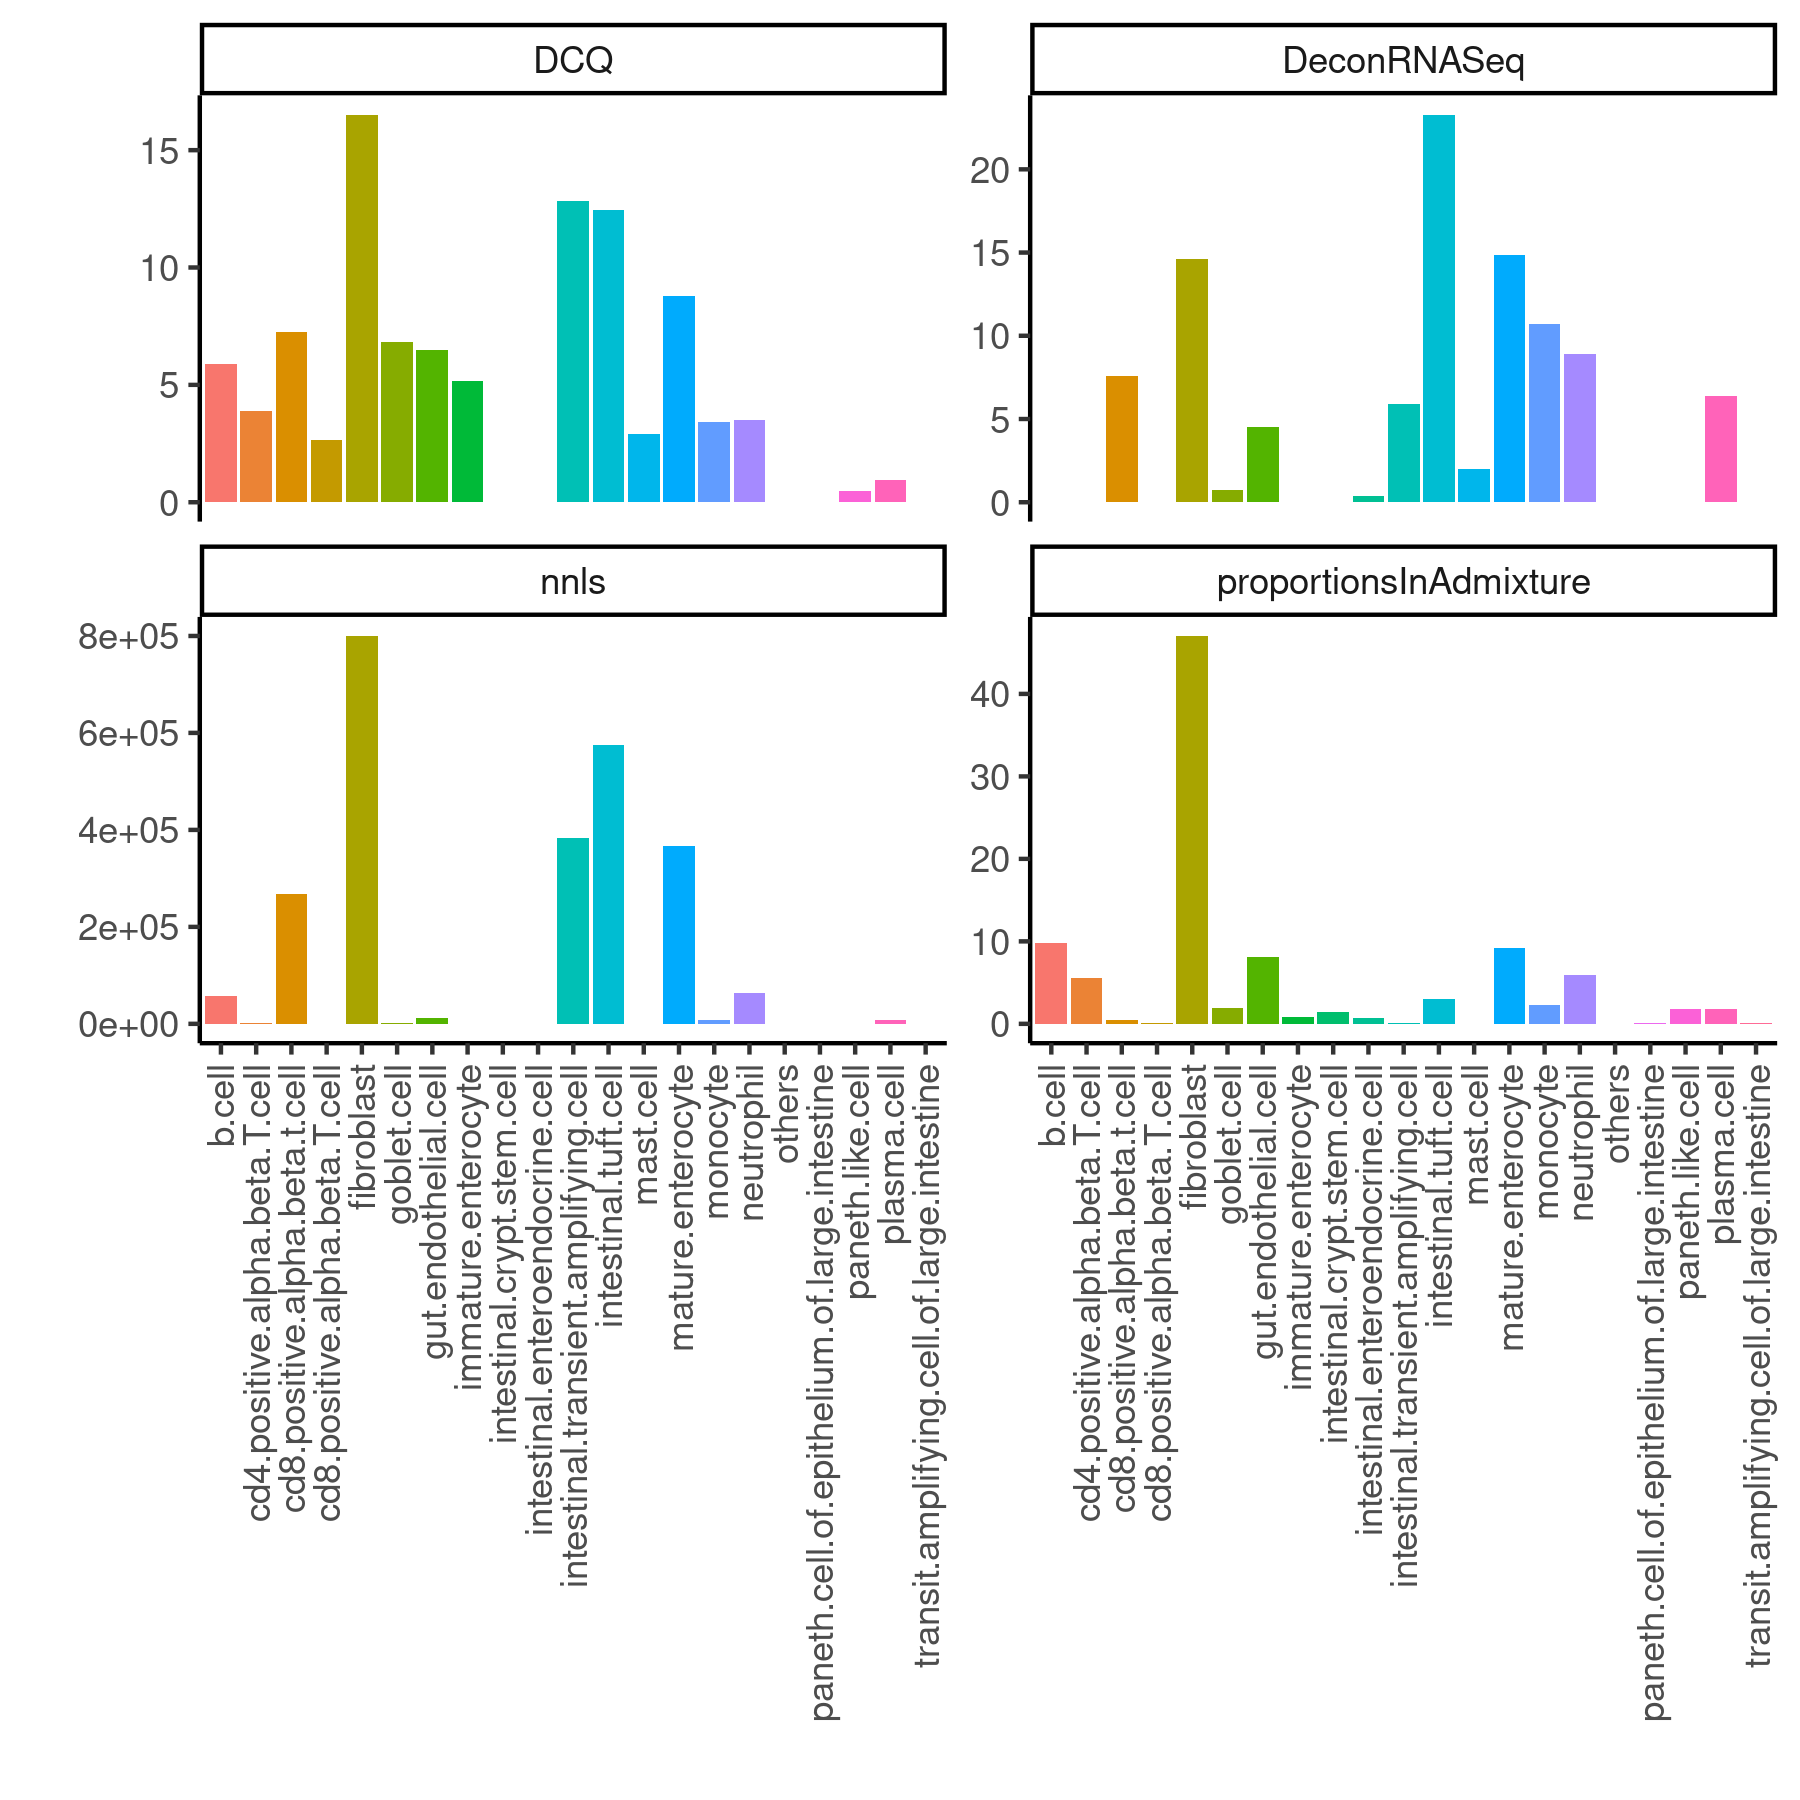 DCQ
DeconRNASeq
15
10
5
0
20
15
10
5
0
nnls
proportionsInAdmixture
8e+05
6e+05
4e+05
2e+05
0e+00
40
30
20
10
0
b.cell
cd4.positive.alpha.beta.T.cell
cd8.positive.alpha.beta.t.cell
cd8.positive.alpha.beta.T.cell
fibroblast
goblet.cell
gut.endothelial.cell
immature.enterocyte
intestinal.crypt.stem.cell
intestinal.enteroendocrine.cell
intestinal.transient.amplifying.cell
intestinal.tuft.cell
mast.cell
mature.enterocyte
monocyte
neutrophil
others
paneth.cell.of.epithelium.of.large.intestine
paneth.like.cell
plasma.cell
transit.amplifying.cell.of.large.intestine
b.cell
cd4.positive.alpha.beta.T.cell
cd8.positive.alpha.beta.t.cell
cd8.positive.alpha.beta.T.cell
fibroblast
goblet.cell
gut.endothelial.cell
immature.enterocyte
intestinal.crypt.stem.cell
intestinal.enteroendocrine.cell
intestinal.transient.amplifying.cell
intestinal.tuft.cell
mast.cell
mature.enterocyte
monocyte
neutrophil
others
paneth.cell.of.epithelium.of.large.intestine
paneth.like.cell
plasma.cell
transit.amplifying.cell.of.large.intestine